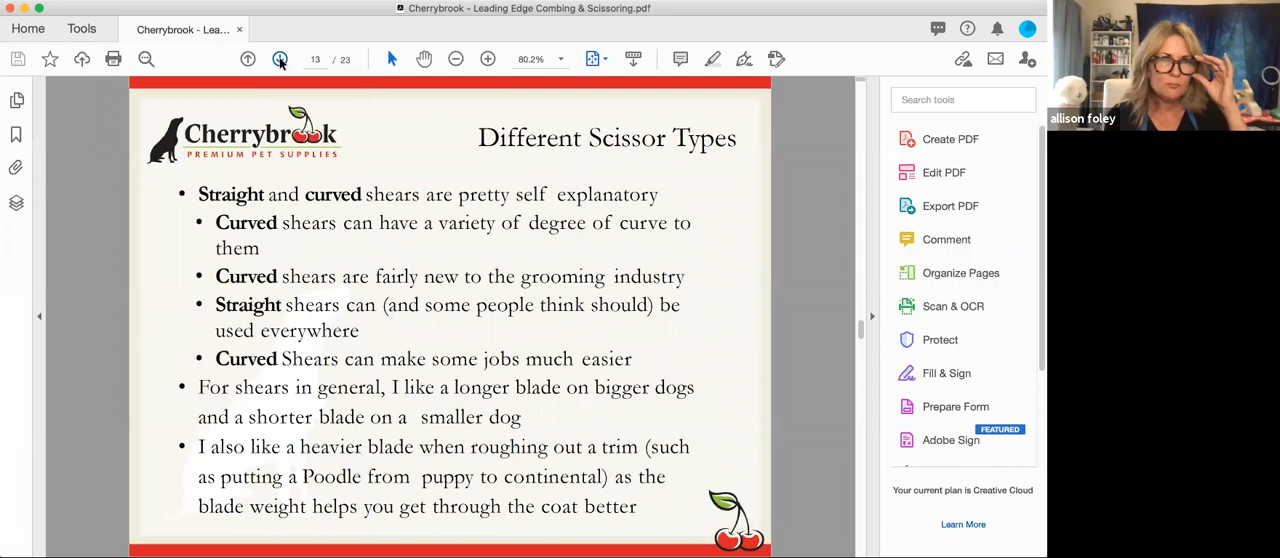 Cherrybrook - Leading Edge Combing & Scissoring.pdf
Home
Tools
Cherrybrook - Lea...
13 / 23
80.2%
allison foley
Cherrybrook
PREMIUM PET SUPPLIES
Different Scissor Types
• Straight and curved shears are pretty self explanatory
• Curved shears can have a variety of degree of curve to
them
• Curved shears are fairly new to the grooming industry
• Straight shears can (and some people think should) be
used everywhere
• Curved Shears can make some jobs much easier
• For shears in general, I like a longer blade on bigger dogs
and a shorter blade on a smaller dog
• I also like a heavier blade when roughing out a trim (such
as putting a Poodle from puppy to continental) as the
blade weight helps you get through the coat better
Search tools
Create PDF
Edit PDF
Export PDF
Comment
Organize Pages
Scan & OCR
Protect
Fill & Sign
Prepare Form
FEATURED
Adobe Sign
Your current plan is Creative Cloud
Learn More